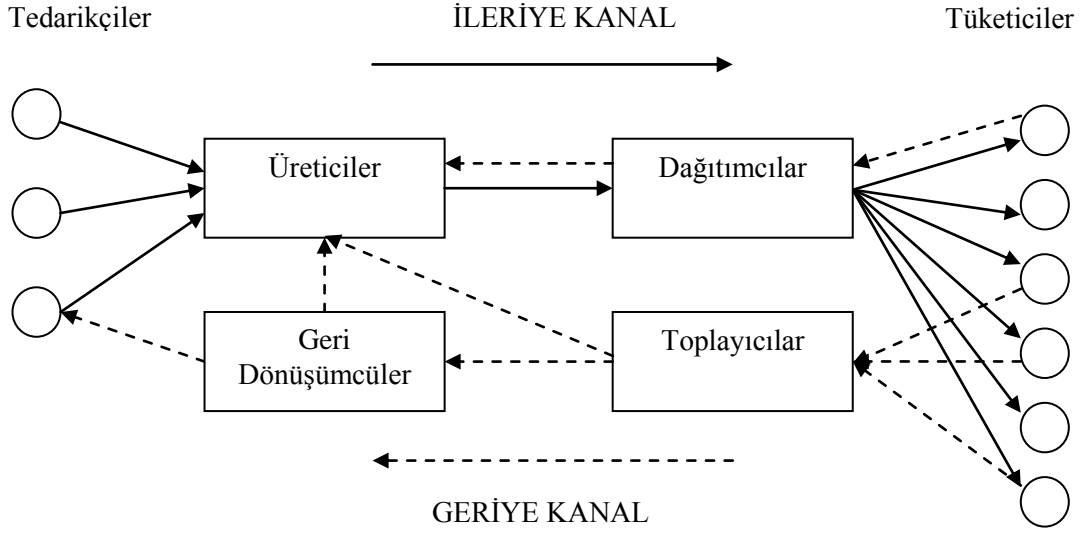 Tedarikçiler
İLERİYE KANAL
Tüketiciler
Üreticiler
Dağıtımcılar
Geri
Dönüşümcüler
Toplayıcılar
GERİYE KANAL